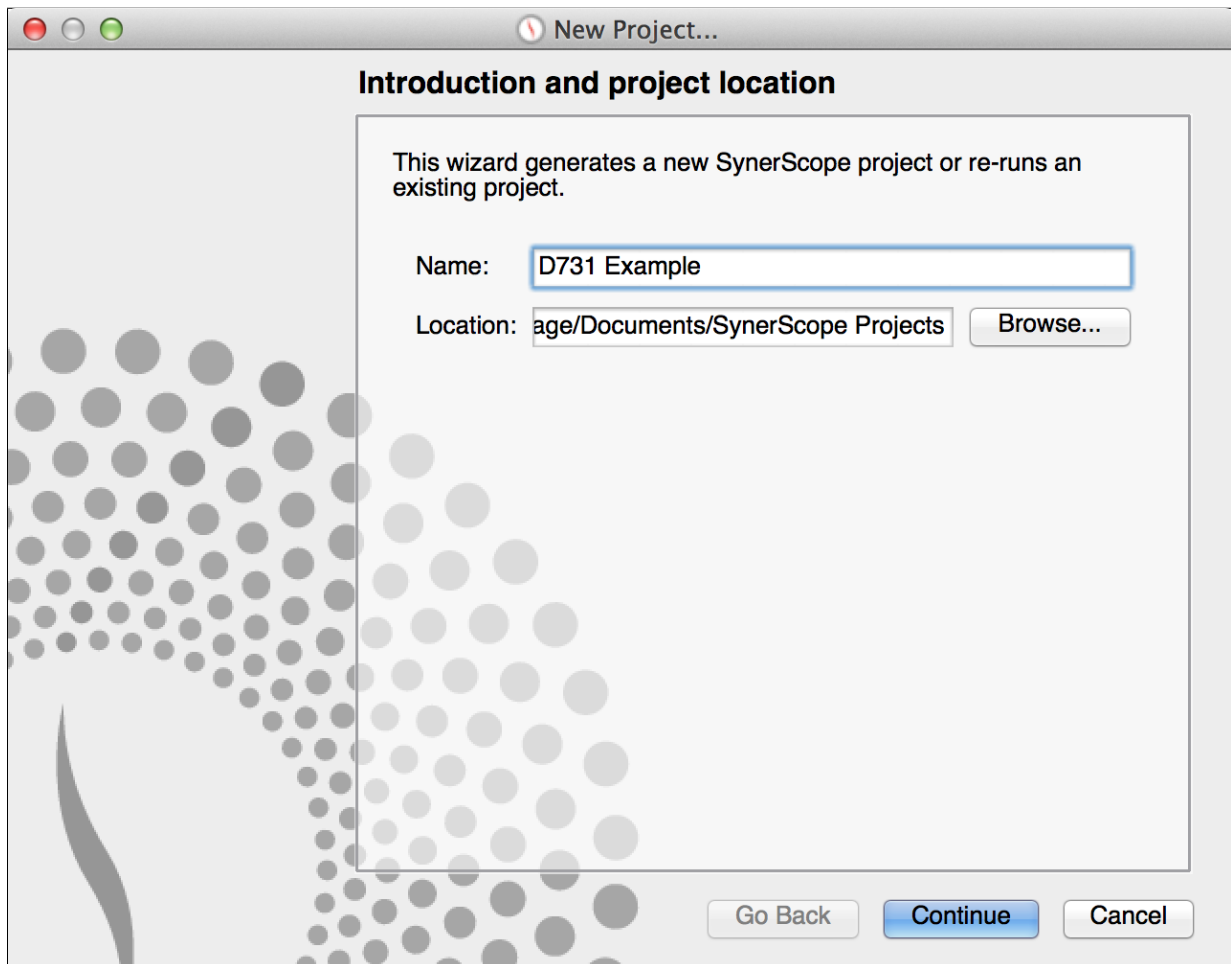 New Project...
Introduction and project location
This wizard generates a new SynerScope project or re-runs an
existing project.
Name: D731 Example
Location: age/Documents/SynerScope Projects Browse...
Go Back Continue Cancel